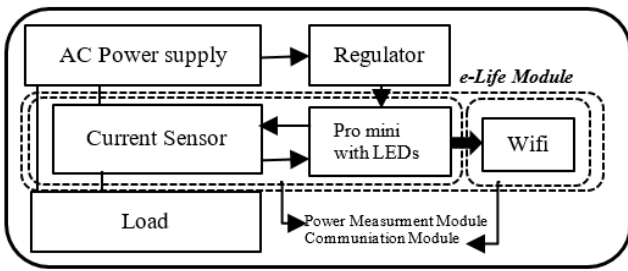 AC Power supply
Regulator
e-Life Module
Current Sensor
Pro mini
with LEDs
Wifi
Load
Power Measurment Module
Communiation Module